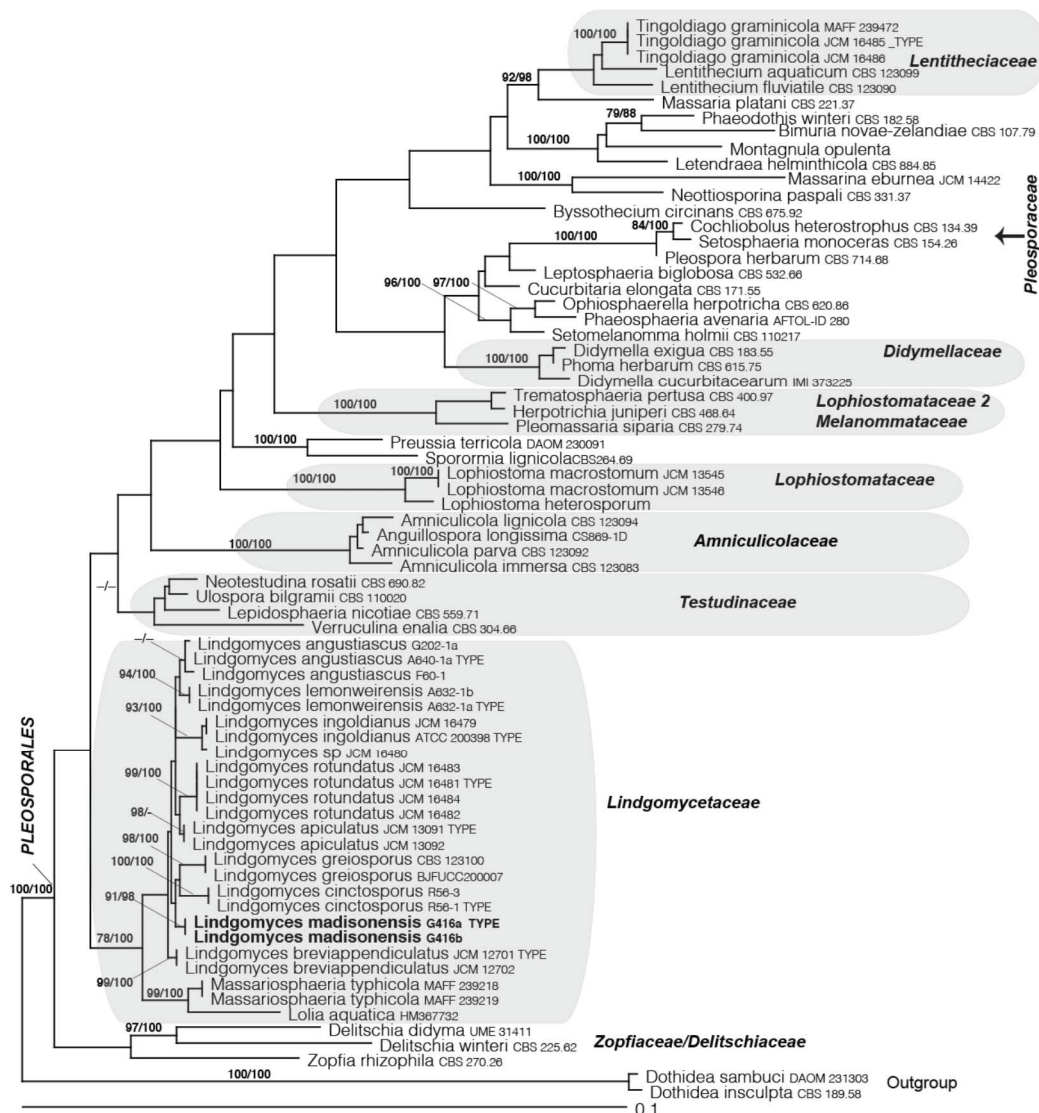 100/100
Tingoldiago graminicola MAFF 239472
Tingoldiago graminicola JCM 16485 _TYPE
Tingoldiago graminicola JCM 16486
Lentitheciaceae
92/98
Lentithecium aquaticum CBS 123099
Lentithecium fluviatile CBS 123090
Massaria platani CBS 221.37
79/88
Phaeodothis winteri CBS 182.58
Bimuria novae-zelandiae CBS 107.79
100/100
Montagnula opulenta
Letendraea helminthicola CBS 884.85
100/100
Massarina eburnea JCM 14422
Neottiosporina paspali CBS 331.37
Byssothecium circinans CBS 675.92
84/100
Cochliobolus heterostrophus CBS 134.39
100/100
Setosphaeria monoceras CBS 154.26
Pleospora herbarum CBS 714.68
Pleosporaceae
Leptosphaeria biglobosa CBS 532.66
96/100
97/100
Cucurbitaria elongata CBS 171.55
Ophiosphaerella herpotricha CBS 620.86
Phaeosphaeria avenaria AFTOL-ID 280
Setomelanomma holmii CBS 110217
100/100
Didymella exigua CBS 183.55
Didymellaceae
Phoma herbarum CBS 615.75
Didymella cucurbitacearum IMI 373225
100/100
Trematosphaeria pertusa CBS 400.97
Lophiostomataceae 2
Herpotrichia juniperi CBS 468.64
Melanommataceae
Pleomassaria siparia CBS 279.74
100/100
Preussia terricola DAOM 230091
Sporormia lignicolaCBS264.69
100/100
100/100
Lophiostoma macrostomum JCM 13545
Lophiostomataceae
Lophiostoma macrostomum JCM 13546
Lophiostoma heterosporum
Amniculicola lignicola CBS 123094
100/100
Anguillospora longissima CS869-1D
Amniculicolaceae
Amniculicola parva CBS 123092
Amniculicola immersa CBS 123083
–/–
Neotestudina rosatii CBS 690.82
Ulospora bilgramii CBS 110020
Testudinaceae
Lepidosphaeria nicotiae CBS 559.71
Verruculina enalia CBS 304.66
–/–
Lindgomyces angustiascus G202-1a
Lindgomyces angustiascus A640-1a TYPE
94/100
Lindgomyces angustiascus F60-1
Lindgomyces lemonweirensis A632-1b
Lindgomyces lemonweirensis A632-1a TYPE
93/100
Lindgomyces ingoldianus JCM 16479
Lindgomyces ingoldianus ATCC 200398 TYPE
Lindgomyces sp JCM 16480
99/100
Lindgomyces rotundatus JCM 16483
Lindgomyces rotundatus JCM 16481 TYPE
Lindgomyces rotundatus JCM 16484
Lindgomycetaceae
Lindgomyces rotundatus JCM 16482
98/-
Lindgomyces apiculatus JCM 13091 TYPE
Lindgomyces apiculatus JCM 13092
98/100
Lindgomyces greiosporus CBS 123100
100/100
Lindgomyces greiosporus BJFUCC200007
Lindgomyces cinctosporus R56-3
91/98
Lindgomyces cinctosporus R56-1 TYPE
Lindgomyces madisonensis G416a TYPE
Lindgomyces madisonensis G416b
78/100
Lindgomyces breviappendiculatus JCM 12701 TYPE
Lindgomyces breviappendiculatus JCM 12702
99/100
99/100
Massariosphaeria typhicola MAFF 239218
Massariosphaeria typhicola MAFF 239219
Lolia aquatica HM367732
PLEOSPORALES
100/100
97/100
Delitschia didyma UME 31411
Delitschia winteri CBS 225.62
Zopfiaceae/Delitschiaceae
Zopfia rhizophila CBS 270.26
100/100
Dothidea sambuci DAOM 231303
Outgroup
Dothidea insculpta CBS 189.58
0.1